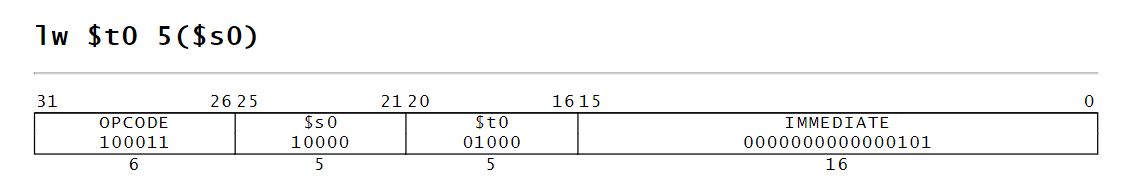 lw $t0 5($s0)
31 26 25 21 20 16 15 0
OPCODE $s0 $t0 IMMEDIATE
100011 10000 01000 0000000000000101
6 5 5 16